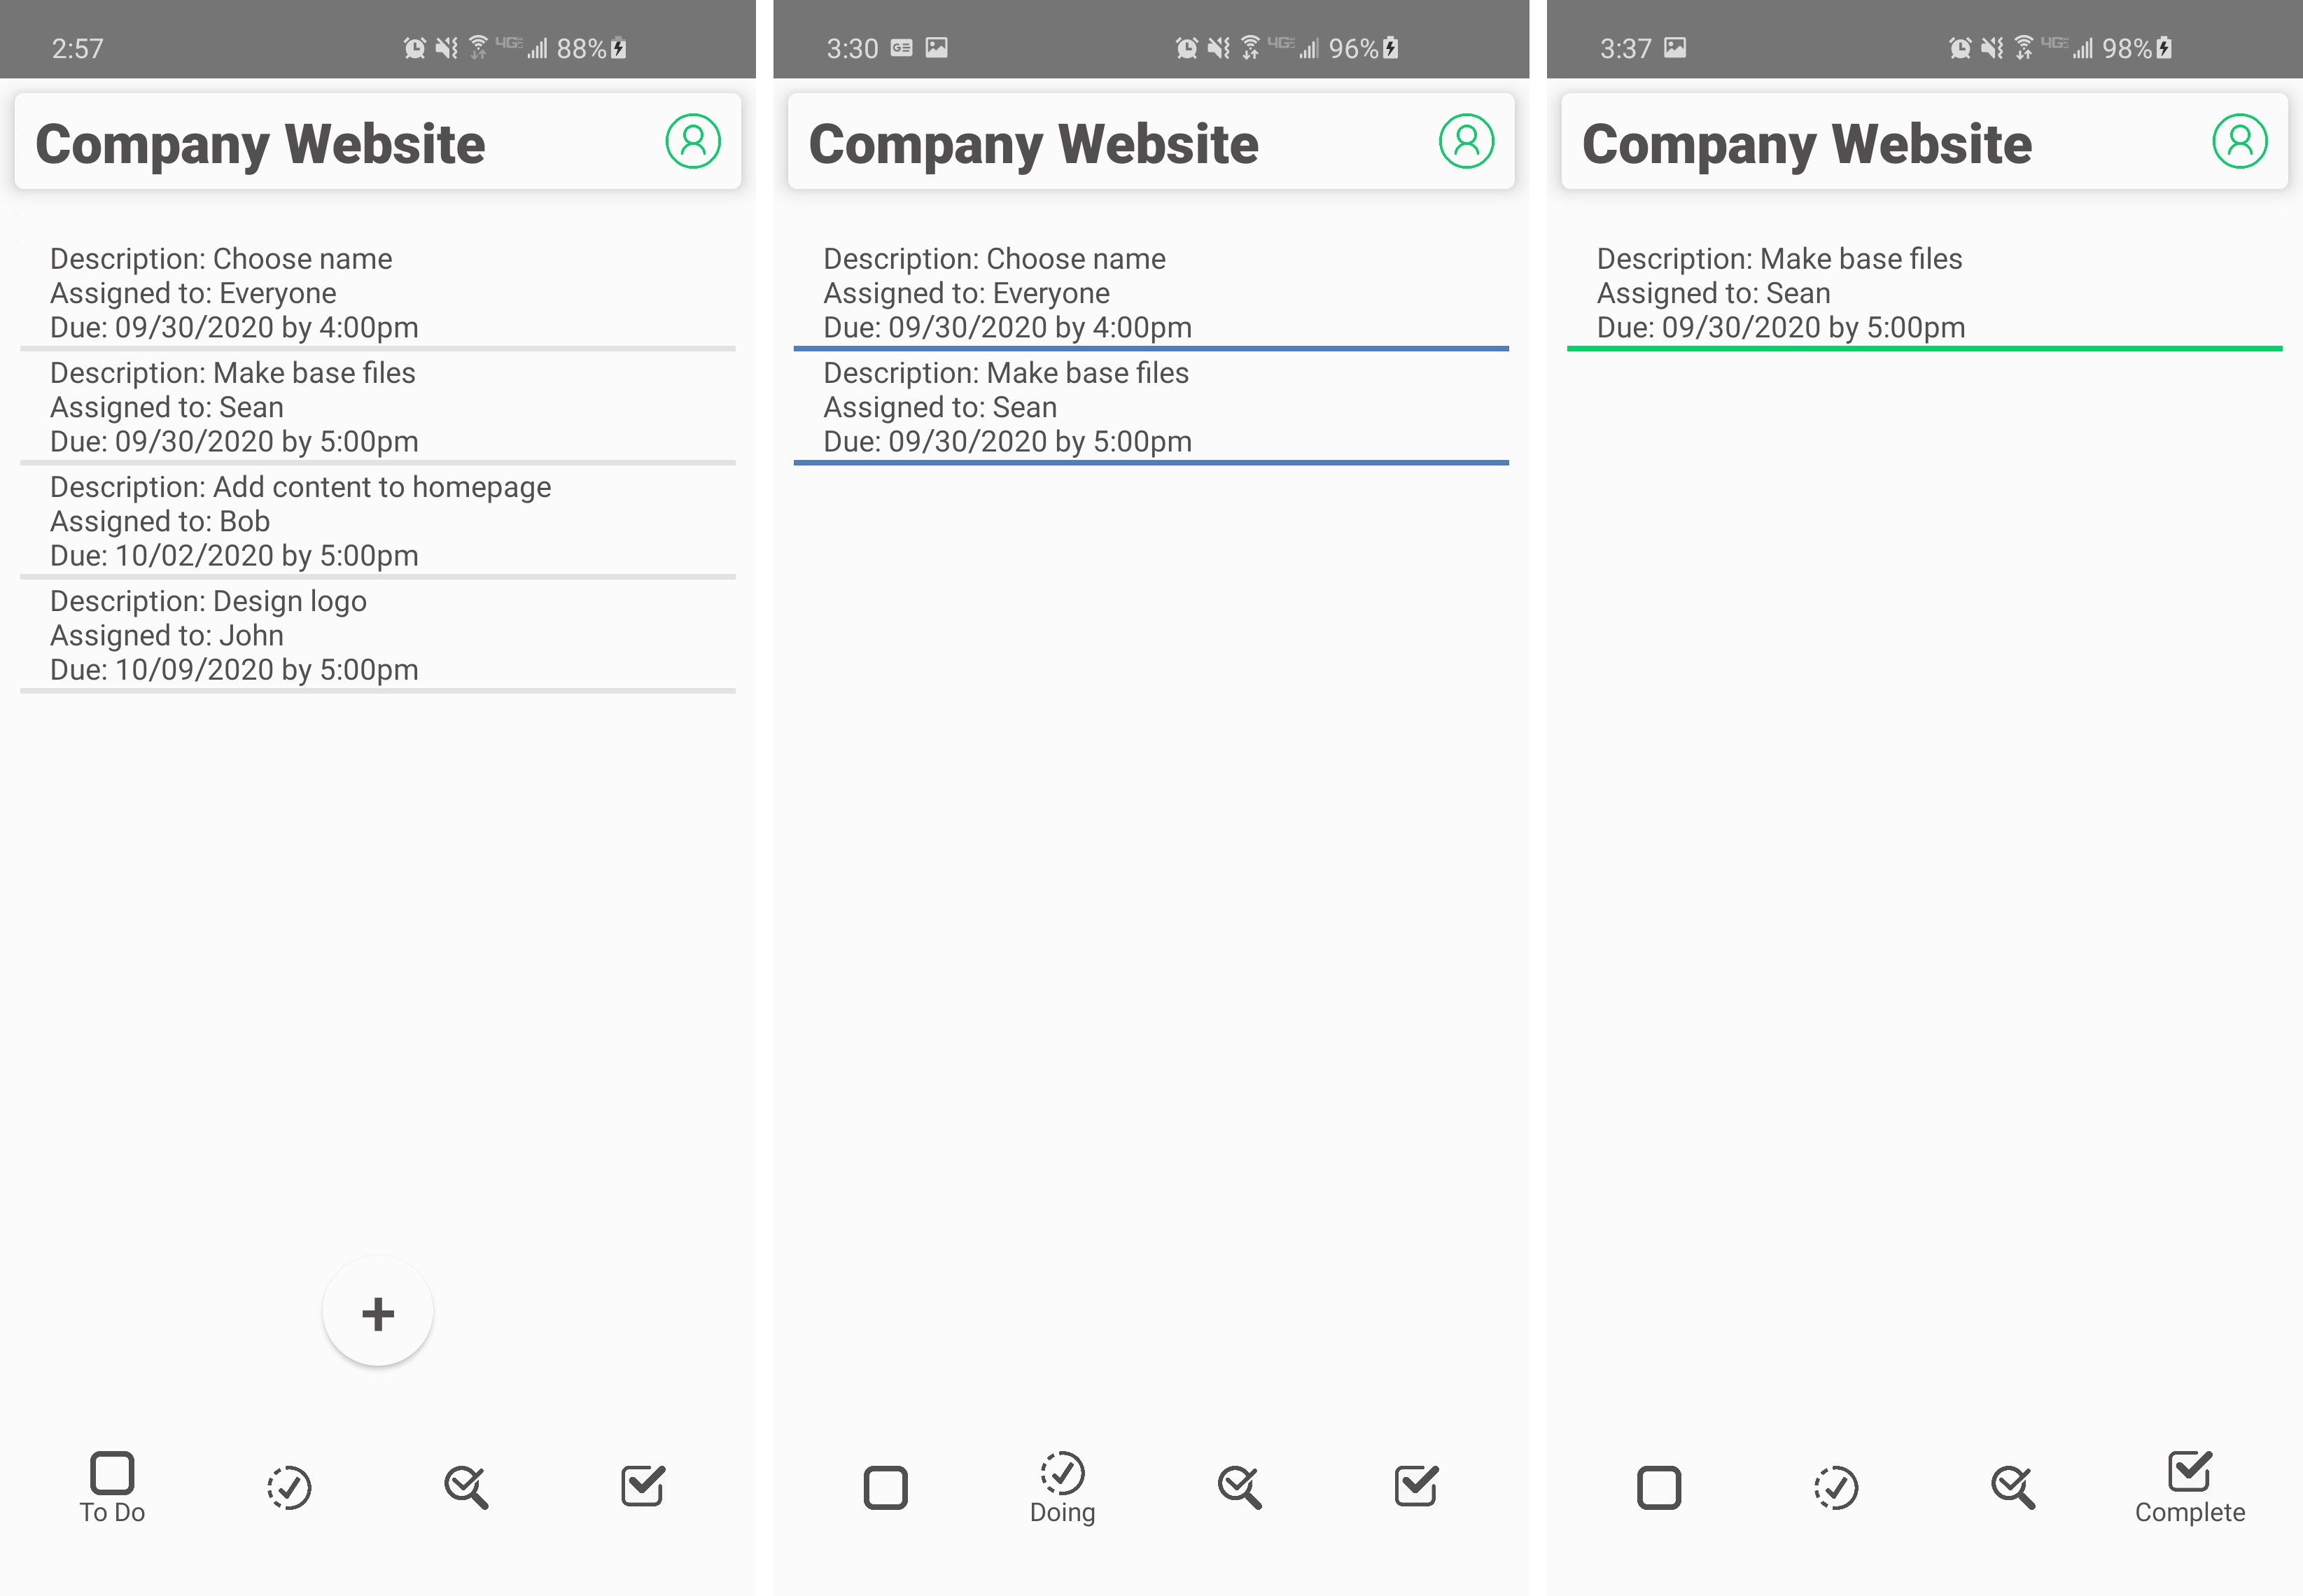 2:57 88%
Company Website
Description: Choose name
Assigned to: Everyone
Due: 09/30/2020 by 4:00pm
Description: Make base files
Assigned to: Sean
Due: 09/30/2020 by 5:00pm
Description: Add content to homepage
Assigned to: Bob
Due: 10/02/2020 by 5:00pm
Description: Design logo
Assigned to: John
Due: 10/09/2020 by 5:00pm
+
To Do
3:30 GE 96%
Company Website
Description: Choose name
Assigned to: Everyone
Due: 09/30/2020 by 4:00pm
Description: Make base files
Assigned to: Sean
Due: 09/30/2020 by 5:00pm
Doing
3:37 98%
Company Website
Description: Make base files
Assigned to: Sean
Due: 09/30/2020 by 5:00pm
Complete